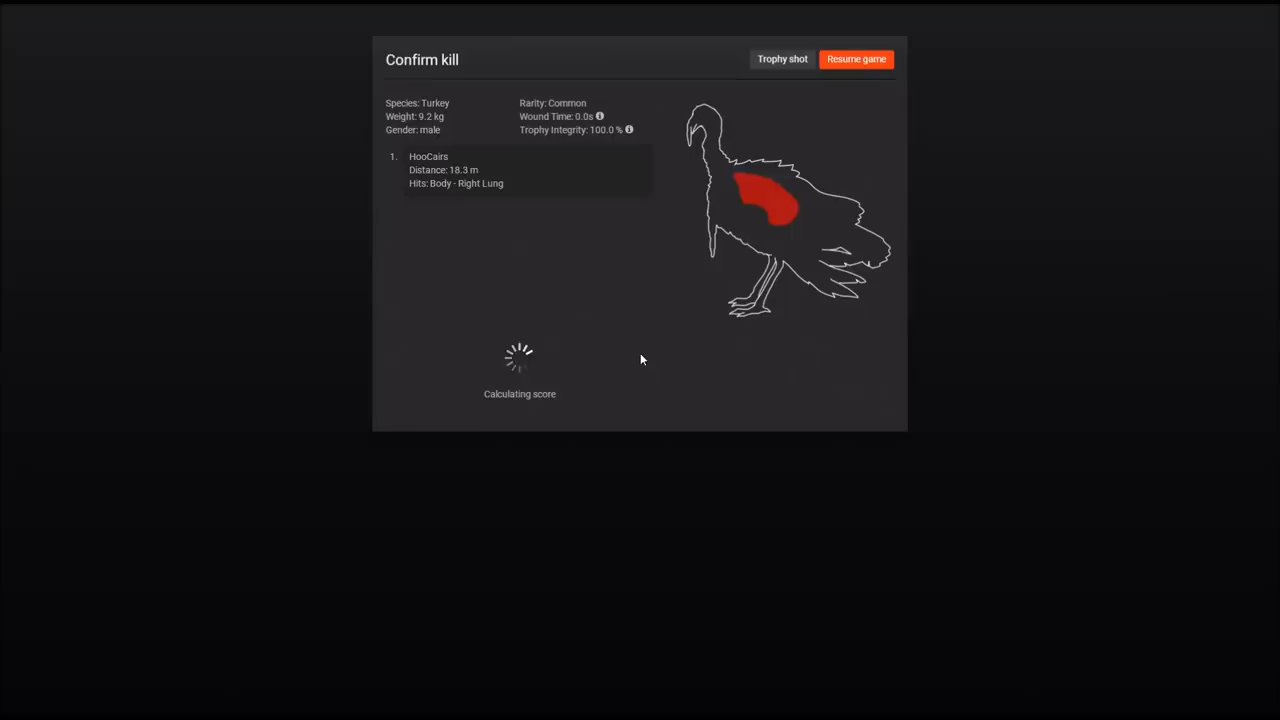 Confirm kill
Trophy shot
Resume game
Species: Turkey
Weight: 9.2 kg
Gender: male
Rarity: Common
Wound Time: 0.0s
Trophy Integrity: 100.0 %
1.
HooCairs
Distance: 18.3 m
Hits: Body - Right Lung
Calculating score